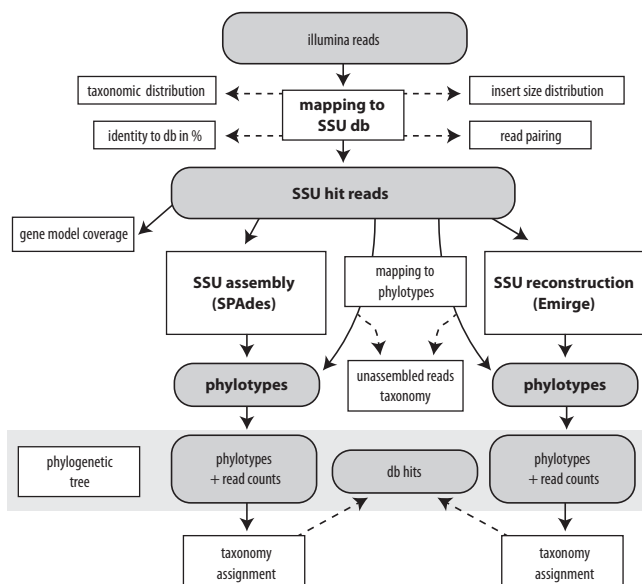 illumina reads
taxonomic distribution
insert size distribution
mapping to
SSU db
identity to db in %
read pairing
SSU hit reads
gene model coverage
SSU assembly
(SPAdes)
mapping to
phylotypes
SSU reconstruction
(Emirge)
phylotypes
unassembled reads
taxonomy
phylotypes
phylogenetic
tree
phylotypes
+ read counts
db hits
phylotypes
+ read counts
taxonomy
assignment
taxonomy
assignment